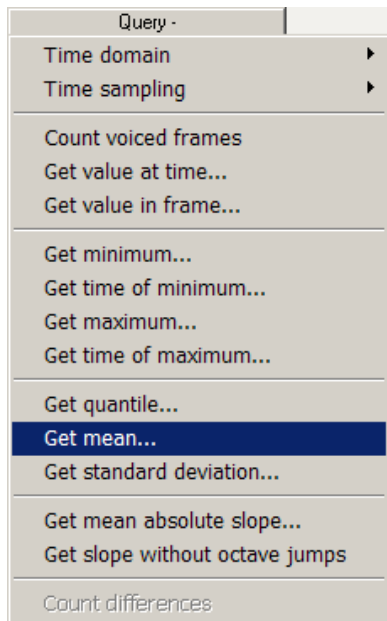 Query -
Time domain
Time sampling
Count voiced frames
Get value at time...
Get value in frame...
Get minimum...
Get time of minimum...
Get maximum...
Get time of maximum...
Get quantile...
Get mean...
Get standard deviation...
Get mean absolute slope...
Get slope without octave jumps
Count differences